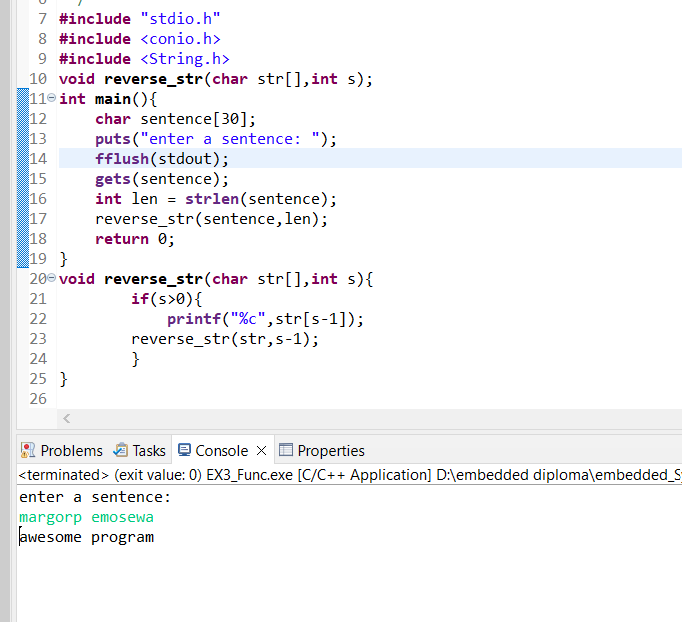 7 #include "stdio.h"
8 #include <conio.h>
9 #include <String.h>
10 void reverse_str(char str[],int s);
11 int main(){
12     char sentence[30];
13     puts("enter a sentence: ");
14     fflush(stdout);
15     gets(sentence);
16     int len = strlen(sentence);
17     reverse_str(sentence,len);
18     return 0;
19 }
20 void reverse_str(char str[],int s){
21         if(s>0){
22             printf("%c",str[s-1]);
23         reverse_str(str,s-1);
24         }
25 }
26
Problems Tasks Console Properties
<terminated> (exit value: 0) EX3_Func.exe [C/C++ Application] D:\embedded diploma\embedded_S
enter a sentence:
margorp emosewa
awesome program